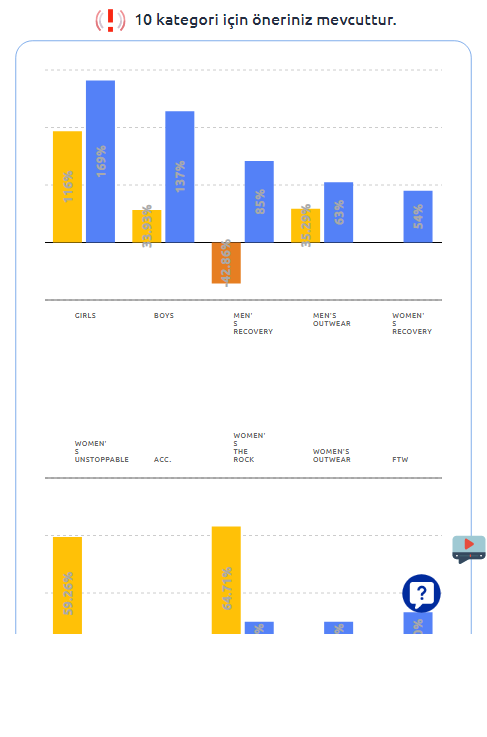 10 kategori için öneriniz mevcuttur.
116%
169%
33.93%
137%
-42.86%
85%
35.29%
63%
54%
GIRLS
BOYS
MEN'
S
RECOVERY
MEN'S
OUTWEAR
WOMEN'
S
RECOVERY
WOMEN'
S
UNSTOPPABLE
ACC.
WOMEN'
S
THE
ROCK
WOMEN'S
OUTWEAR
FTW
59.26%
64.71%
%
%
0%
?